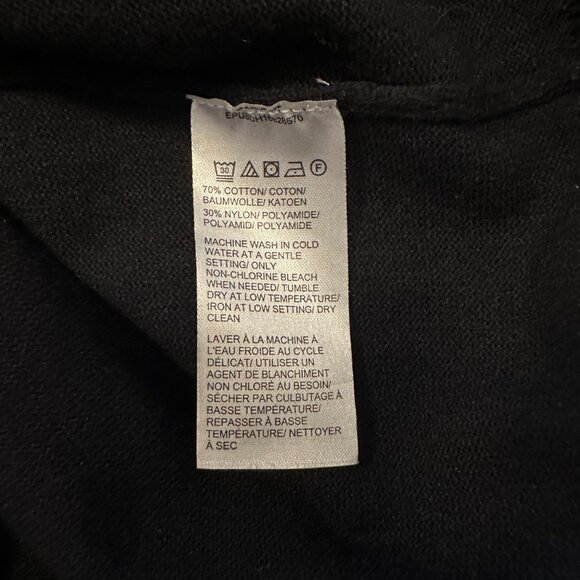 30 F
70% COTTON/ COTON/
BAUMWOLLE/ KATOEN
30% NYLON/ POLYAMIDE/
POLYAMID/ POLYAMIDE
MACHINE WASH IN COLD
WATER AT A GENTLE
SETTING/ ONLY
NON-CHLORINE BLEACH
WHEN NEEDED/ TUMBLE
DRY AT LOW TEMPERATURE/
IRON AT LOW SETTING/ DRY
CLEAN
LAVER À LA MACHINE À
L'EAU FROIDE AU CYCLE
DÉLICAT/ UTILISER UN
AGENT DE BLANCHIMENT
NON CHLORÉ AU BESOIN/
SÉCHER PAR CULBUTAGE À
BASSE TEMPÉRATURE/
REPASSER À BASSE
TEMPÉRATURE/ NETTOYER
À SEC